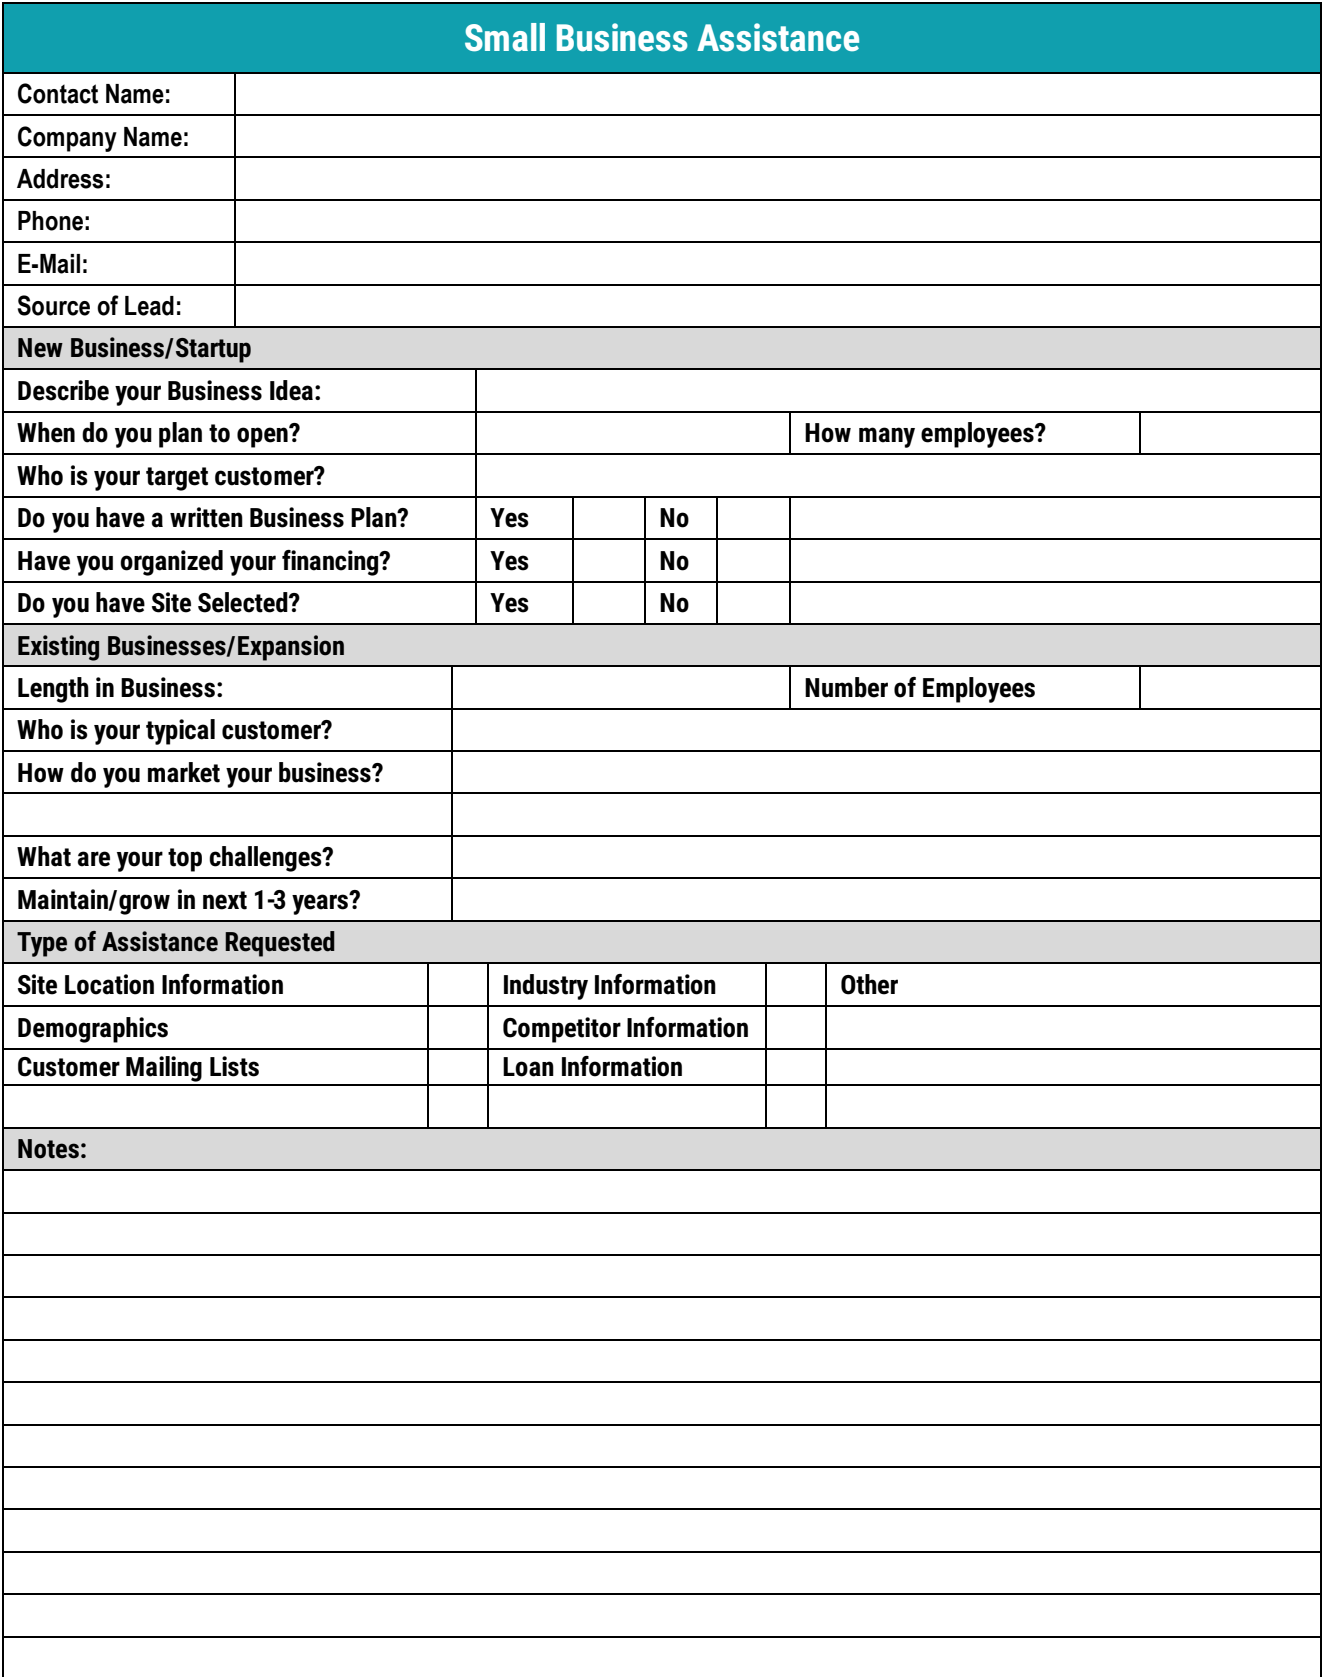 Small Business Assistance
Contact Name:
Company Name:
Address:
Phone:
E-Mail:
Source of Lead:
New Business/Startup
Describe your Business Idea:
When do you plan to open? How many employees?
Who is your target customer?
Do you have a written Business Plan? Yes No
Have you organized your financing? Yes No
Do you have Site Selected? Yes No
Existing Businesses/Expansion
Length in Business: Number of Employees
Who is your typical customer?
How do you market your business?
What are your top challenges?
Maintain/grow in next 1-3 years?
Type of Assistance Requested
Site Location Information Industry Information Other
Demographics Competitor Information
Customer Mailing Lists Loan Information
Notes: